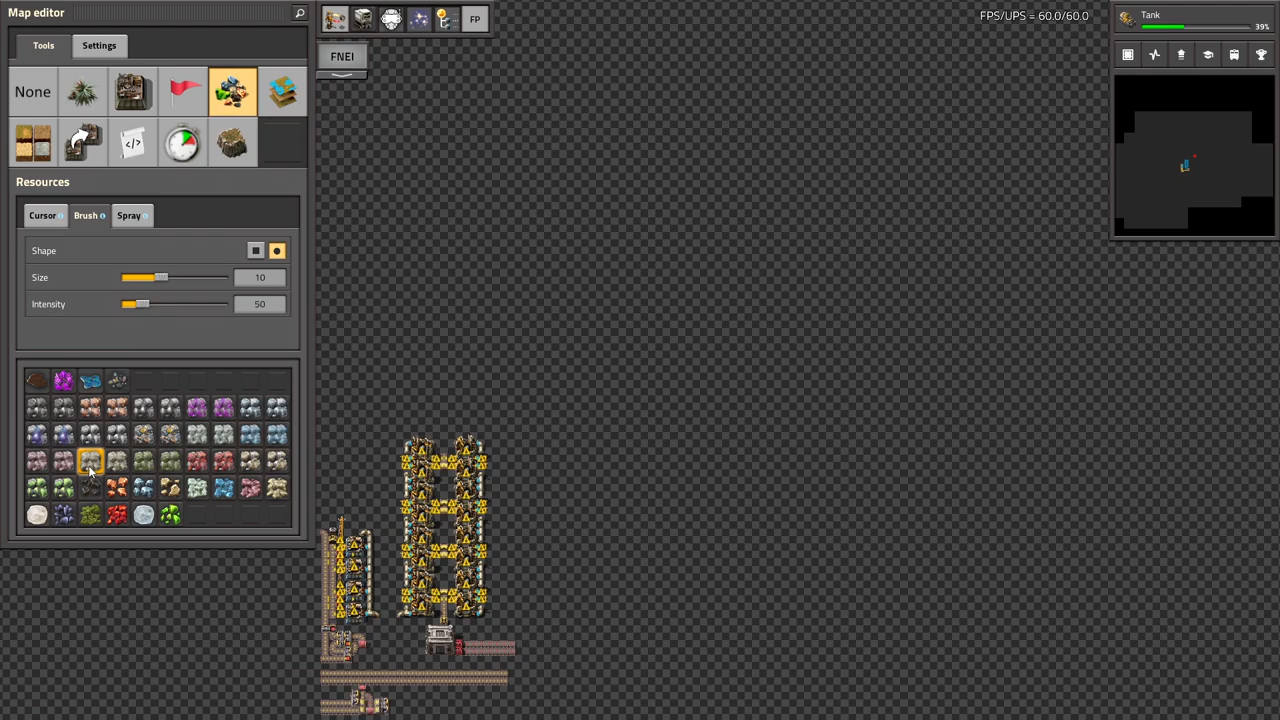 Map editor
Tools
Settings
None
</>
Resources
Cursor
Brush
Spray
Shape
Size
10
Intensity
50
FP
FNEI
FPS/UPS = 60.0/60.0
Tank
39%